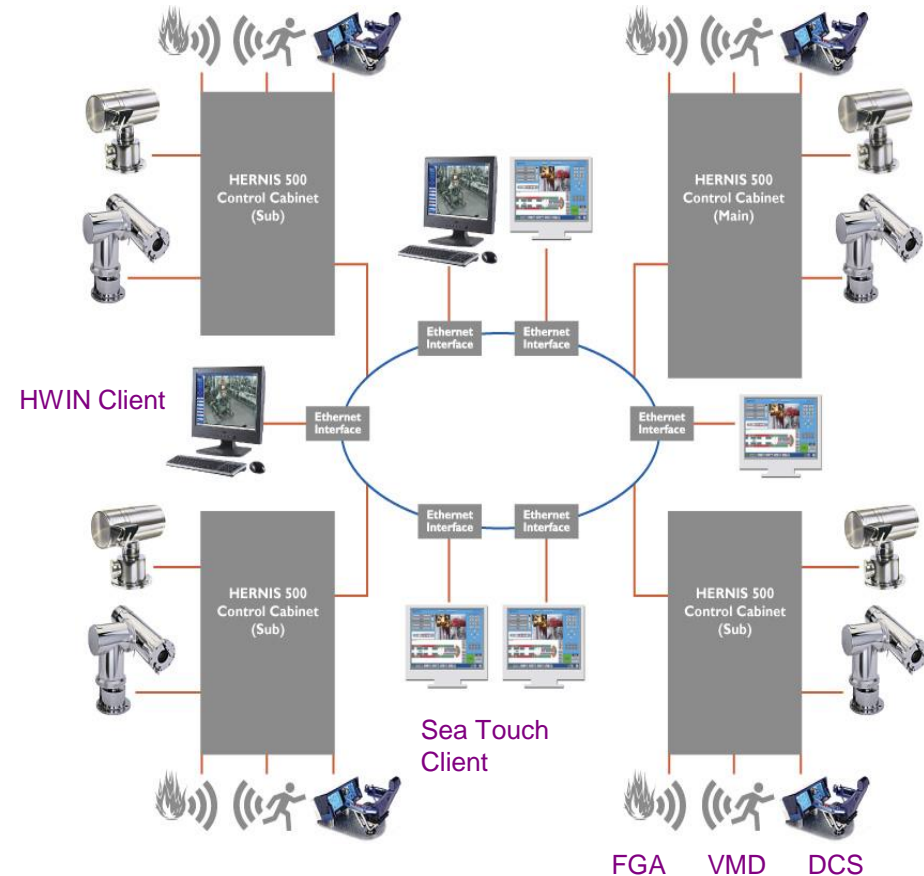 HERNIS 500
Control Cabinet
(Sub)
HERNIS 500
Control Cabinet
(Main)
Ethernet
Interface
Ethernet
Interface
HWIN Client
Ethernet
Interface
Ethernet
Interface
Ethernet
Interface
Ethernet
Interface
HERNIS 500
Control Cabinet
(Sub)
HERNIS 500
Control Cabinet
(Sub)
Sea Touch
Client
FGA VMD DCS